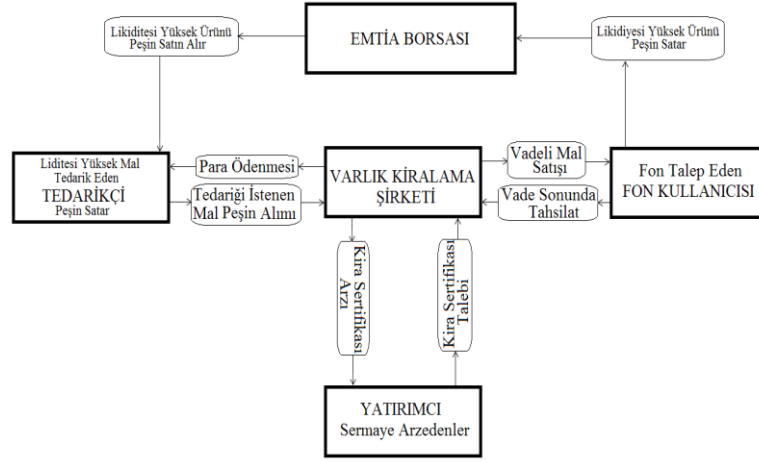 Likiditesi Yüksek Ürünü
Peşin Satın Alır
EMTİA BORSASI
Likidiyesi Yüksek Ürünü
Peşin Satar
Liditesi Yüksek Mal
Tedarik Eden
TEDARİKÇİ
Peşin Satar
Para Ödenmesi
Tedariği İstenen
Mal Peşin Alımı
VARLIK KİRALAMA
ŞİRKETİ
Vadeli Mal
Satışı
Vade Sonunda
Tahsilat
Fon Talep Eden
FON KULLANICISI
Kira Sertifikası
Arzı
Kira Sertifikası
Talebi
YATIRIMCI
Sermaye Arzedenler